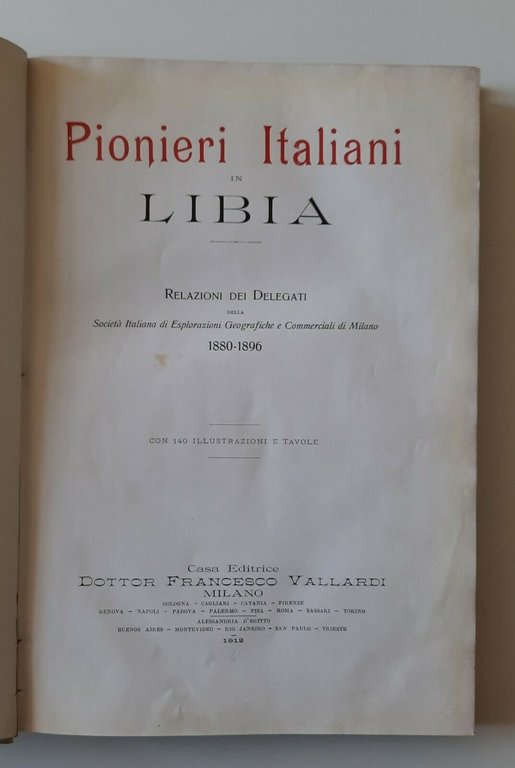 Pionieri Italiani
IN
LIBIA
RELAZIONI DEI DELEGATI
DELLA
Società Italiana di Esplorazioni Geografiche e Commerciali di Milano
1880-1896
CON 140 ILLUSTRAZIONI E TAVOLE
Casa Editrice
DOTTOR FRANCESCO VALLARDI
MILANO
BOLOGNA - CAGLIARI - CATANIA - FIRENZE
GENOVA - NAPOLI - PADOVA - PALERMO - PISA - ROMA - SASSARI - TORINO
ALESSANDRIA D'EGITTO
BUENOS AIRES - MONTEVIDEO - RIO JANEIRO - SAN PAULO - TRIESTE
1912